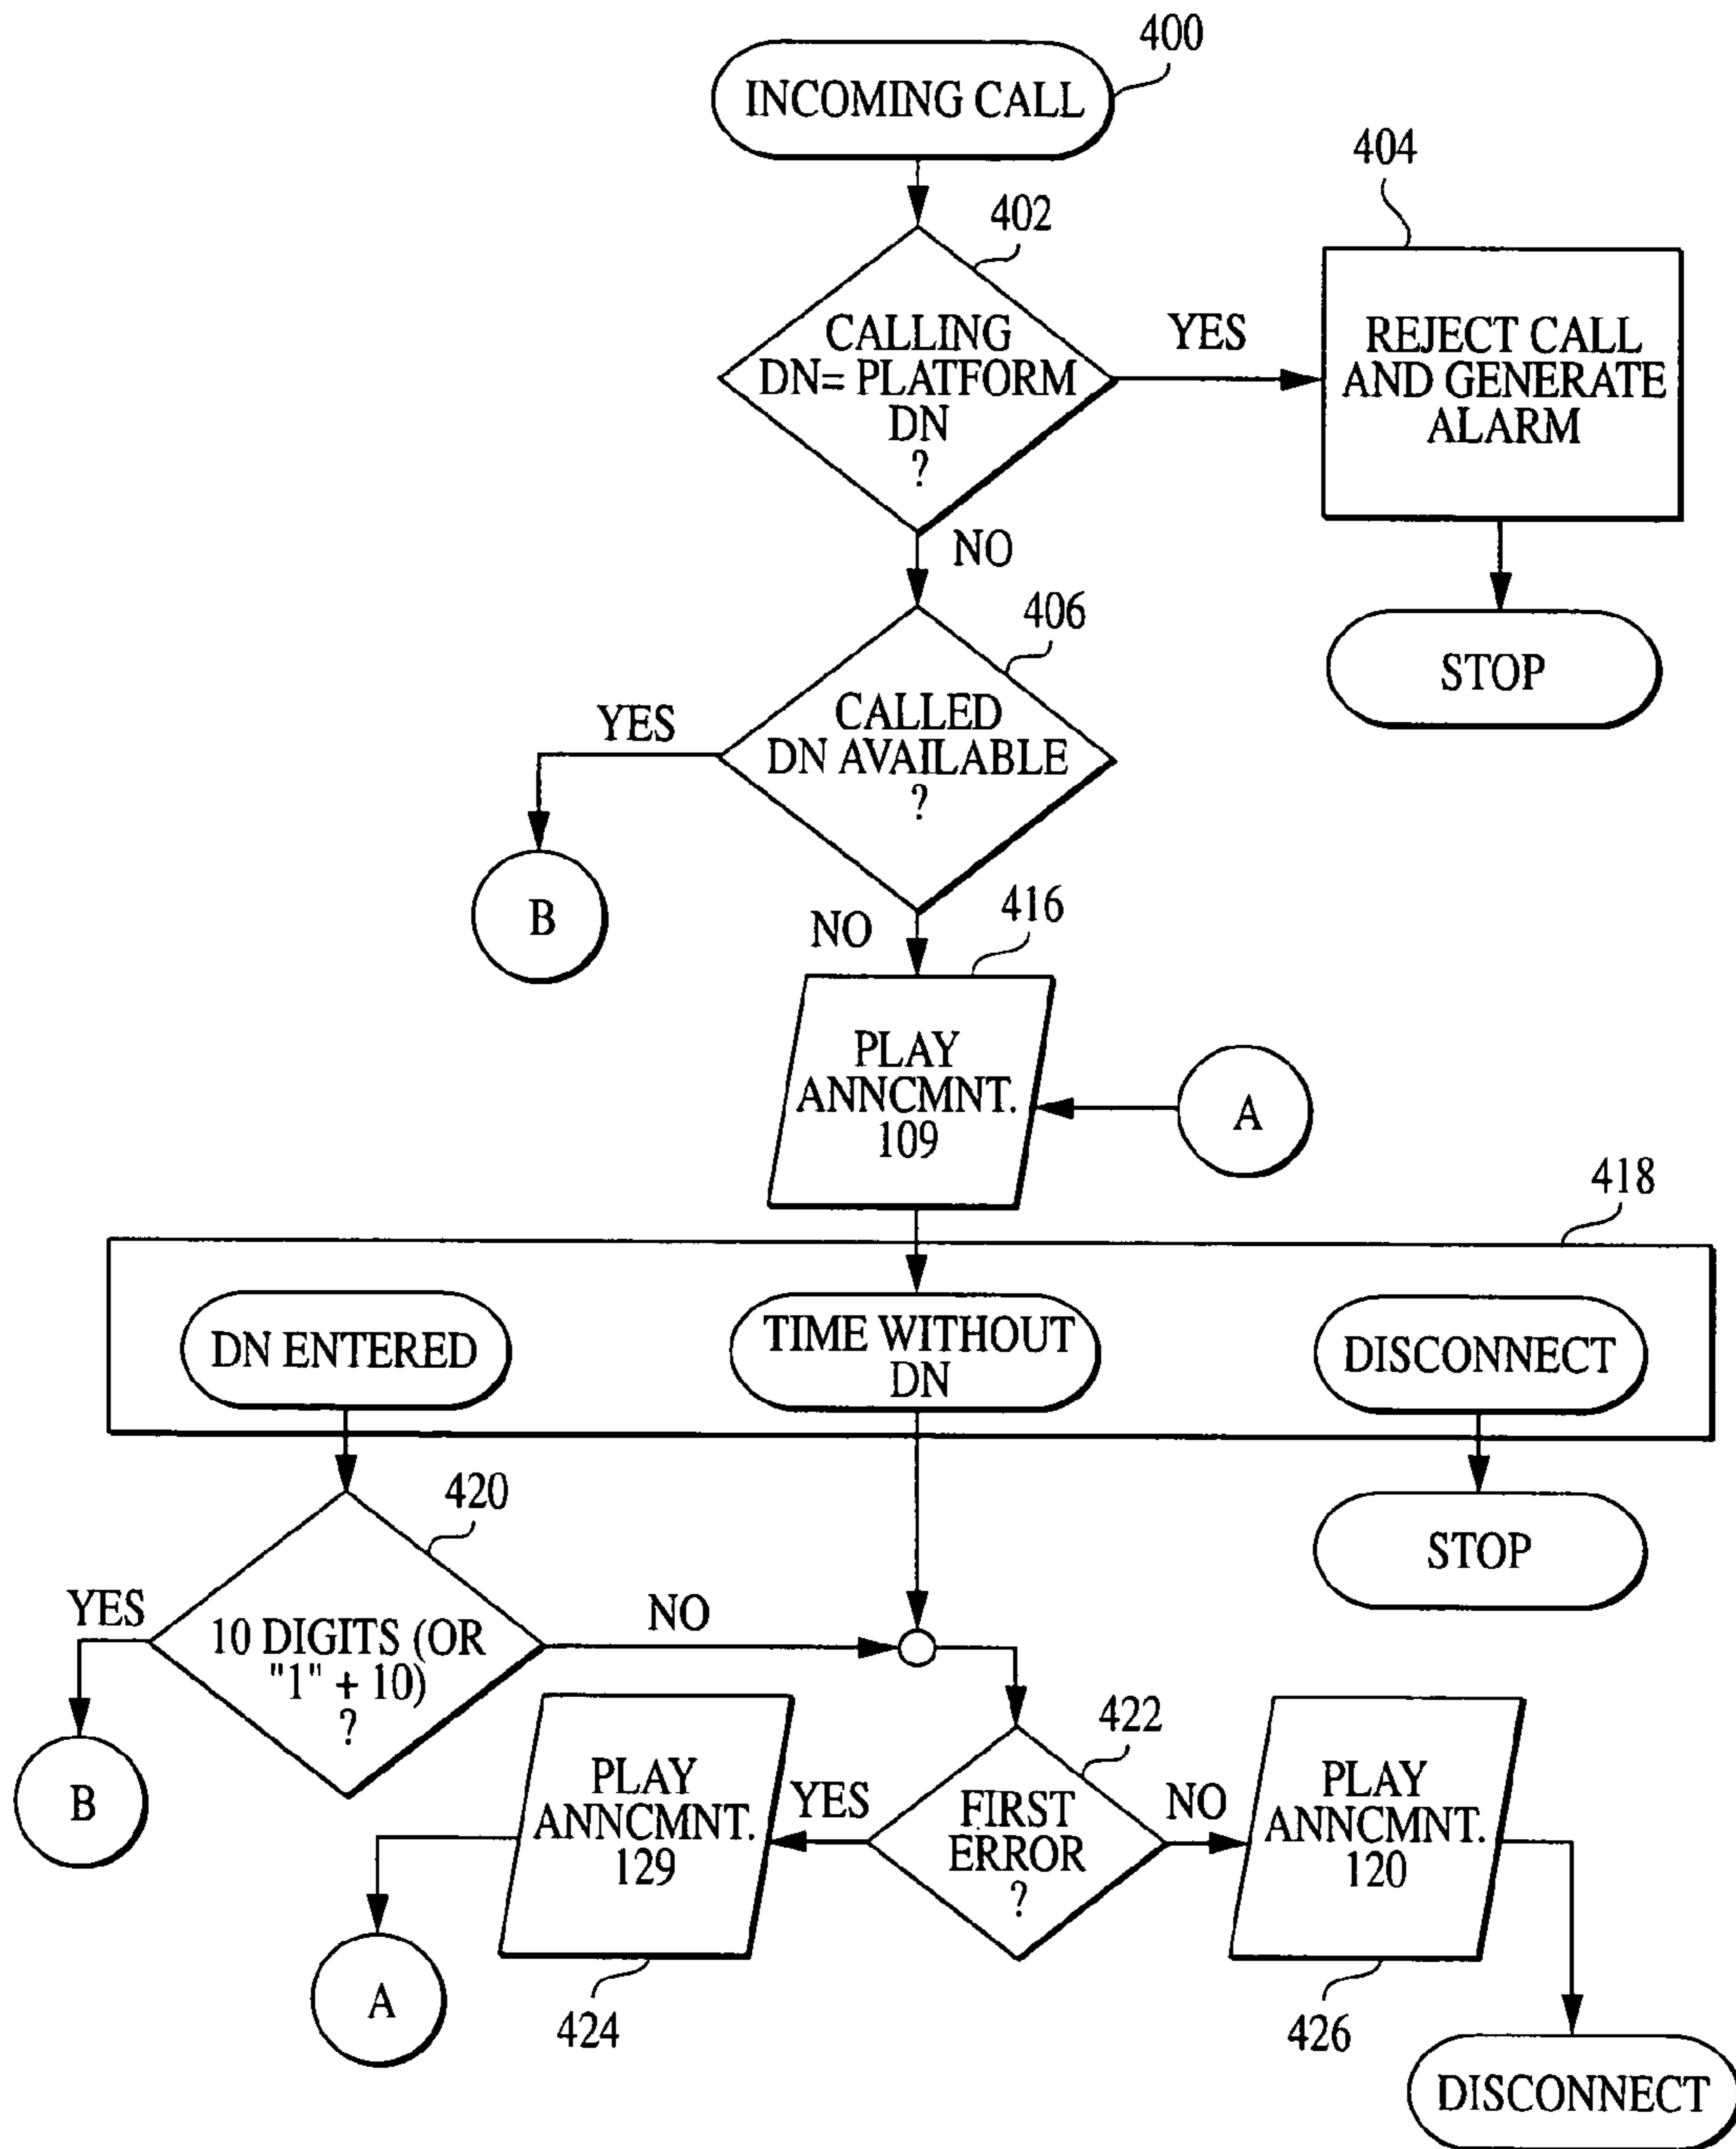 400
INCOMING CALL
402
404
CALLING
DN= PLATFORM
DN
?
YES
REJECT CALL
AND GENERATE
ALARM
NO
406
STOP
CALLED
DN AVAILABLE
?
YES
B
NO
416
PLAY
ANNCMNT.
109
A
418
DN ENTERED
TIME WITHOUT
DN
DISCONNECT
420
STOP
YES
10 DIGITS (OR
"1" + 10)
?
NO
B
422
PLAY
ANNCMNT.
129
YES
FIRST
ERROR
?
NO
PLAY
ANNCMNT.
120
A
424
426
DISCONNECT